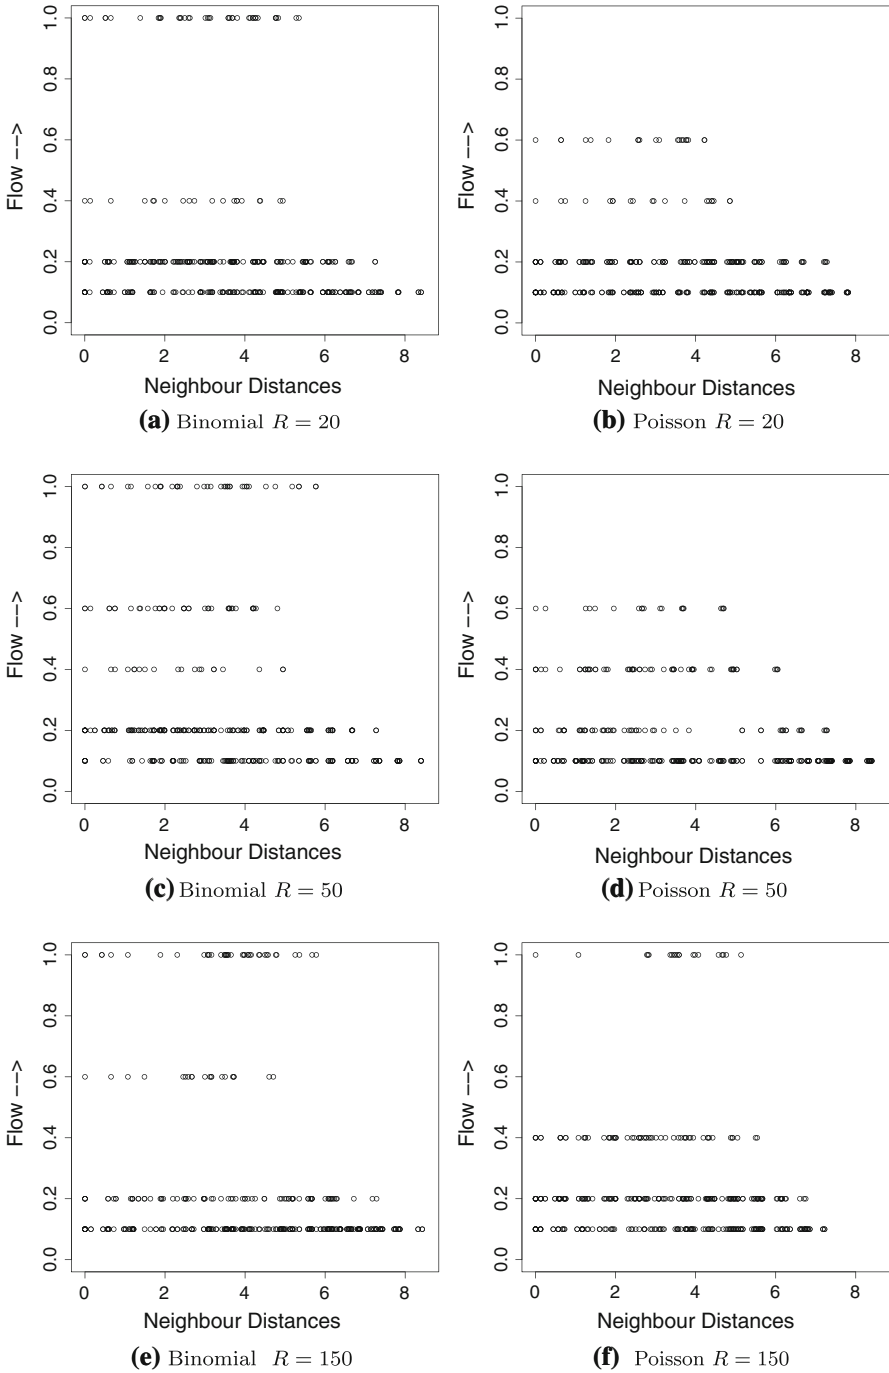 1.0
0.8
0.6
0.4
0.2
0.0
Flow -->
0 2 4 6 8
Neighbour Distances
(a) Binomial R = 20
1.0
0.8
0.6
0.4
0.2
0.0
Flow -->
0 2 4 6 8
Neighbour Distances
(b) Poisson R = 20
1.0
0.8
0.6
0.4
0.2
0.0
Flow -->
0 2 4 6 8
Neighbour Distances
(c) Binomial R = 50
1.0
0.8
0.6
0.4
0.2
0.0
Flow -->
0 2 4 6 8
Neighbour Distances
(d) Poisson R = 50
1.0
0.8
0.6
0.4
0.2
0.0
Flow -->
0 2 4 6 8
Neighbour Distances
(e) Binomial R = 150
1.0
0.8
0.6
0.4
0.2
0.0
Flow -->
0 2 4 6 8
Neighbour Distances
(f) Poisson R = 150